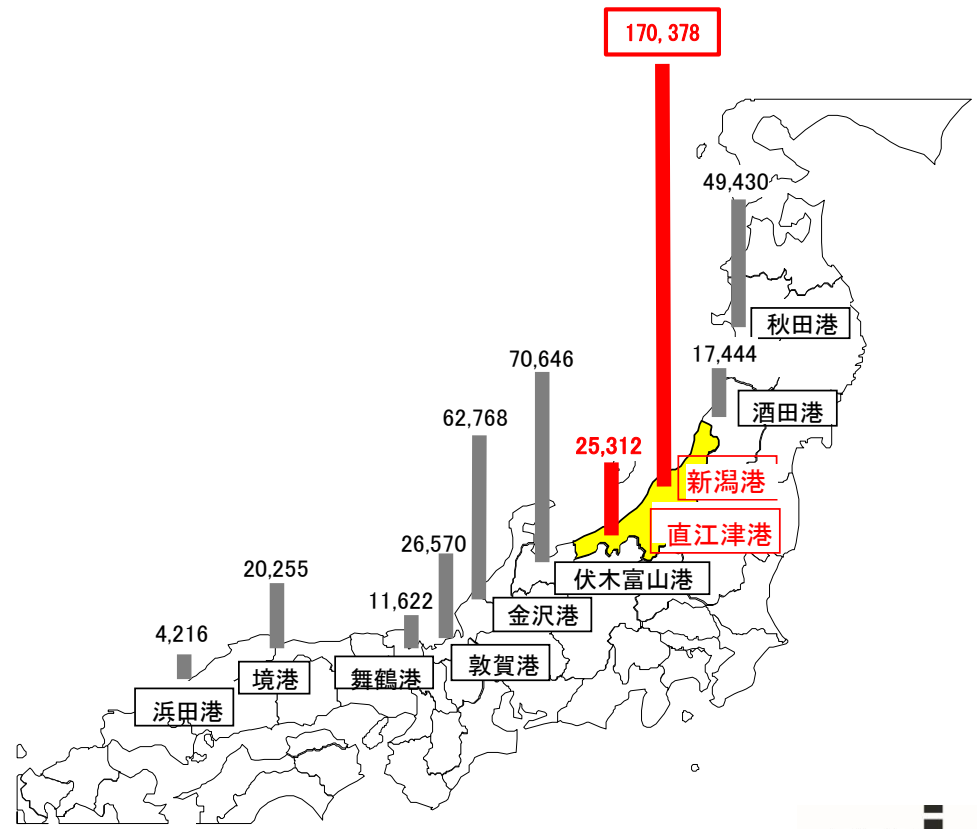 170,378
49,430
秋田港
17,444
酒田港
70,646
62,768
25,312
新潟港
直江津港
伏木富山港
26,570
金沢港
20,255
11,622
敦賀港
4,216
境港
舞鶴港
浜田港